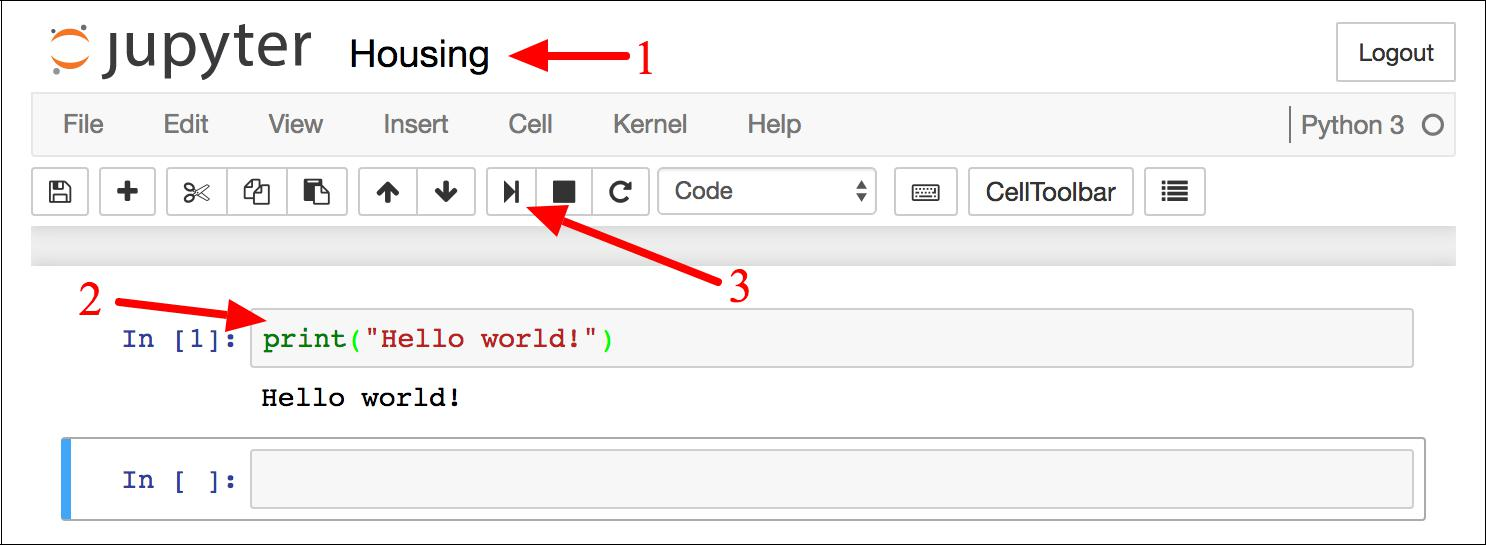 jupyter Housing 1 Logout
File Edit View Insert Cell Kernel Help Python 3
Code CellToolbar
3
2
In [1]: print("Hello world!")
Hello world!
In [ ]: